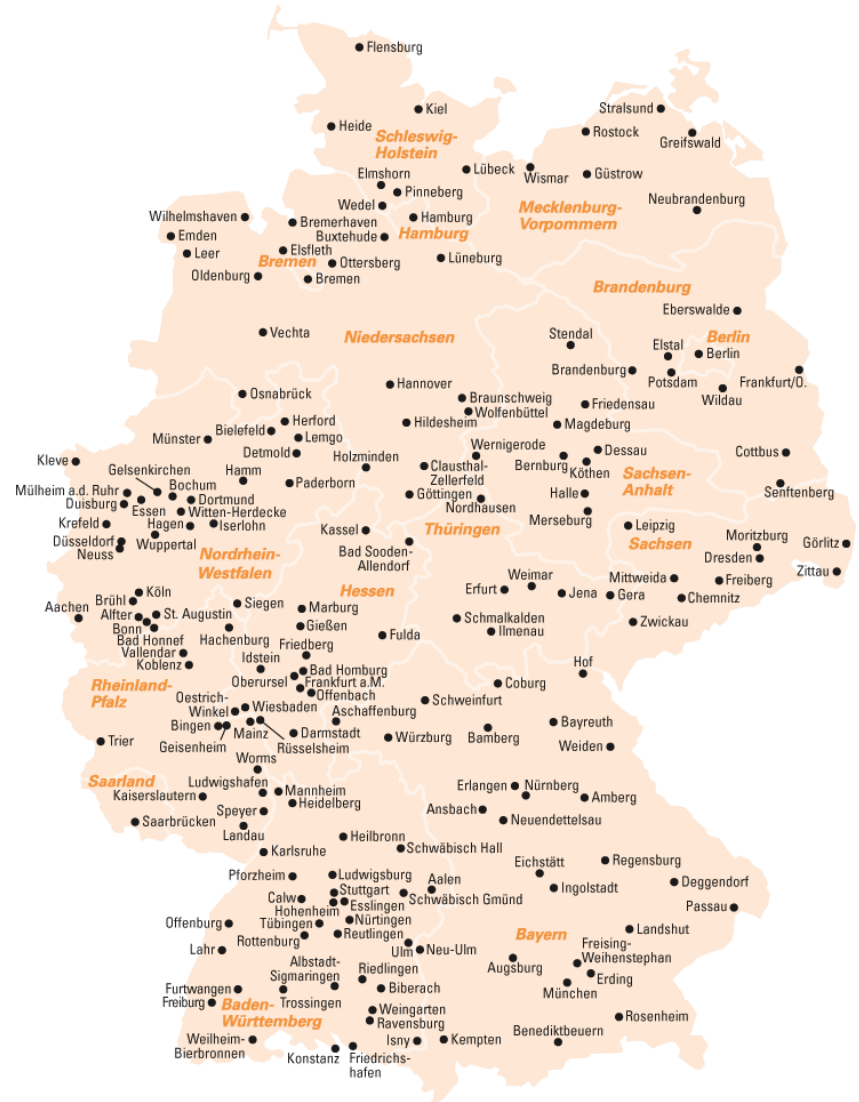 Flensburg
Kiel
Stralsund
Heide
Rostock
Schleswig-
Holstein
Greifswald
Elmshorn
Lübeck
Wismar
Güstrow
Pinneberg
Neubrandenburg
Wedel
Mecklenburg-
Vorpommern
Wilhelmshaven
Bremerhaven
Hamburg
Emden
Buxtehude
Hamburg
Leer
Elsfleth
Bremen
Ottersberg
Lüneburg
Oldenburg
Bremen
Brandenburg
Eberswalde
Vechta
Niedersachsen
Stendal
Berlin
Elstal
Berlin
Brandenburg
Potsdam
Frankfurt/O.
Hannover
Wildau
Osnabrück
Braunschweig
Friedensau
Wolfenbüttel
Herford
Hildesheim
Magdeburg
Bielefeld
Lemgo
Münster
Detmold
Wernigerode
Dessau
Cottbus
Kleve
Holzminden
Bernburg
Köthen
Gelsenkirchen
Hamm
Clausthal-
Zellerfeld
Sachsen-
Anhalt
Bochum
Paderborn
Senftenberg
Mülheim a.d. Ruhr
Dortmund
Göttingen
Halle
Duisburg
Essen
Witten-Herdecke
Nordhausen
Merseburg
Krefeld
Hagen
Iserlohn
Kassel
Thüringen
Leipzig
Moritzburg
Düsseldorf
Wuppertal
Sachsen
Görlitz
Neuss
Nordrhein-
Westfalen
Bad Sooden-
Allendorf
Dresden
Zittau
Weimar
Mittweida
Freiberg
Köln
Hessen
Erfurt
Jena
Gera
Chemnitz
Brühl
Siegen
Aachen
Alfter
St. Augustin
Marburg
Schmalkalden
Zwickau
Bonn
Gießen
Ilmenau
Bad Honnef
Hachenburg
Fulda
Vallendar
Friedberg
Koblenz
Idstein
Hof
Bad Homburg
Oberursel
Frankfurt a.M.
Coburg
Rheinland-
Pfalz
Offenbach
Oestrich-
Winkel
Wiesbaden
Schweinfurt
Aschaffenburg
Bingen
Mainz
Darmstadt
Würzburg
Bamberg
Bayreuth
Trier
Geisenheim
Rüsselsheim
Weiden
Worms
Saarland
Ludwigshafen
Mannheim
Erlangen
Nürnberg
Kaiserslautern
Heidelberg
Amberg
Speyer
Ansbach
Saarbrücken
Neuendettelsau
Landau
Heilbronn
Karlsruhe
Schwäbisch Hall
Regensburg
Eichstätt
Pforzheim
Ludwigsburg
Aalen
Deggendorf
Stuttgart
Ingolstadt
Calw
Esslingen
Schwäbisch Gmünd
Passau
Hohenheim
Offenburg
Tübingen
Nürtingen
Landshut
Rottenburg
Reutlingen
Bayern
Lahr
Ulm
Neu-Ulm
Freising-
Weihenstephan
Albstadt-
Sigmaringen
Riedlingen
Augsburg
Erding
Furtwangen
Trossingen
Biberach
München
Freiburg
Baden-
Württemberg
Weingarten
Ravensburg
Rosenheim
Weilheim-
Bierbronnen
Isny
Kempten
Benediktbeuern
Konstanz
Friedrichs-
hafen